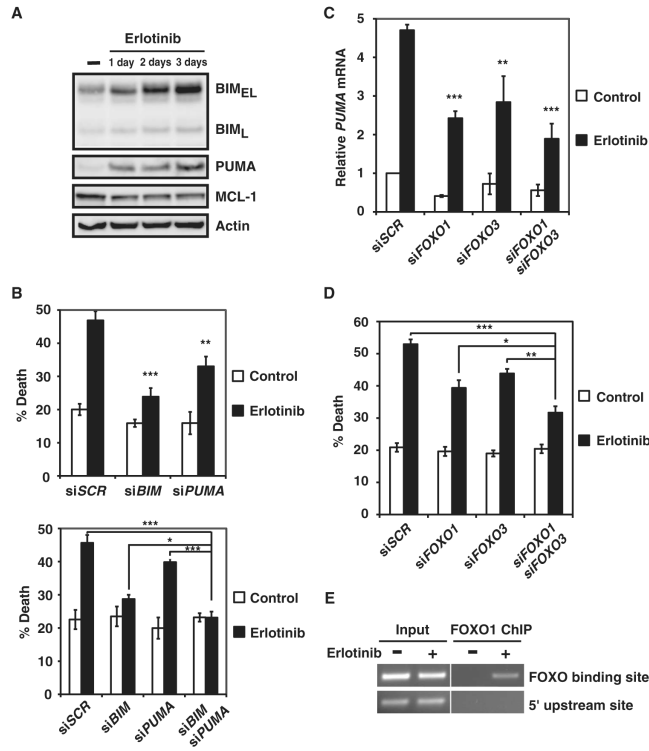 A
Erlotinib
– 1 day 2 days 3 days
BIMEL
BIML
PUMA
MCL-1
Actin
B
% Death
50
40
30
20
10
0
***
**
Control
Erlotinib
siSCR siBIM siPUMA
% Death
50
40
30
20
10
0
***
*
***
Control
Erlotinib
siSCR
siBIM
siPUMA
siBIM
siPUMA
C
Relative PUMA mRNA
5
4
3
2
1
0
***
**
***
Control
Erlotinib
siSCR
siFOXO1
siFOXO3
siFOXO1
siFOXO3
D
% Death
60
50
40
30
20
10
0
***
*
**
Control
Erlotinib
siSCR
siFOXO1
siFOXO3
siFOXO1
siFOXO3
E
Input FOXO1 ChIP
Erlotinib – + – +
FOXO binding site
5' upstream site